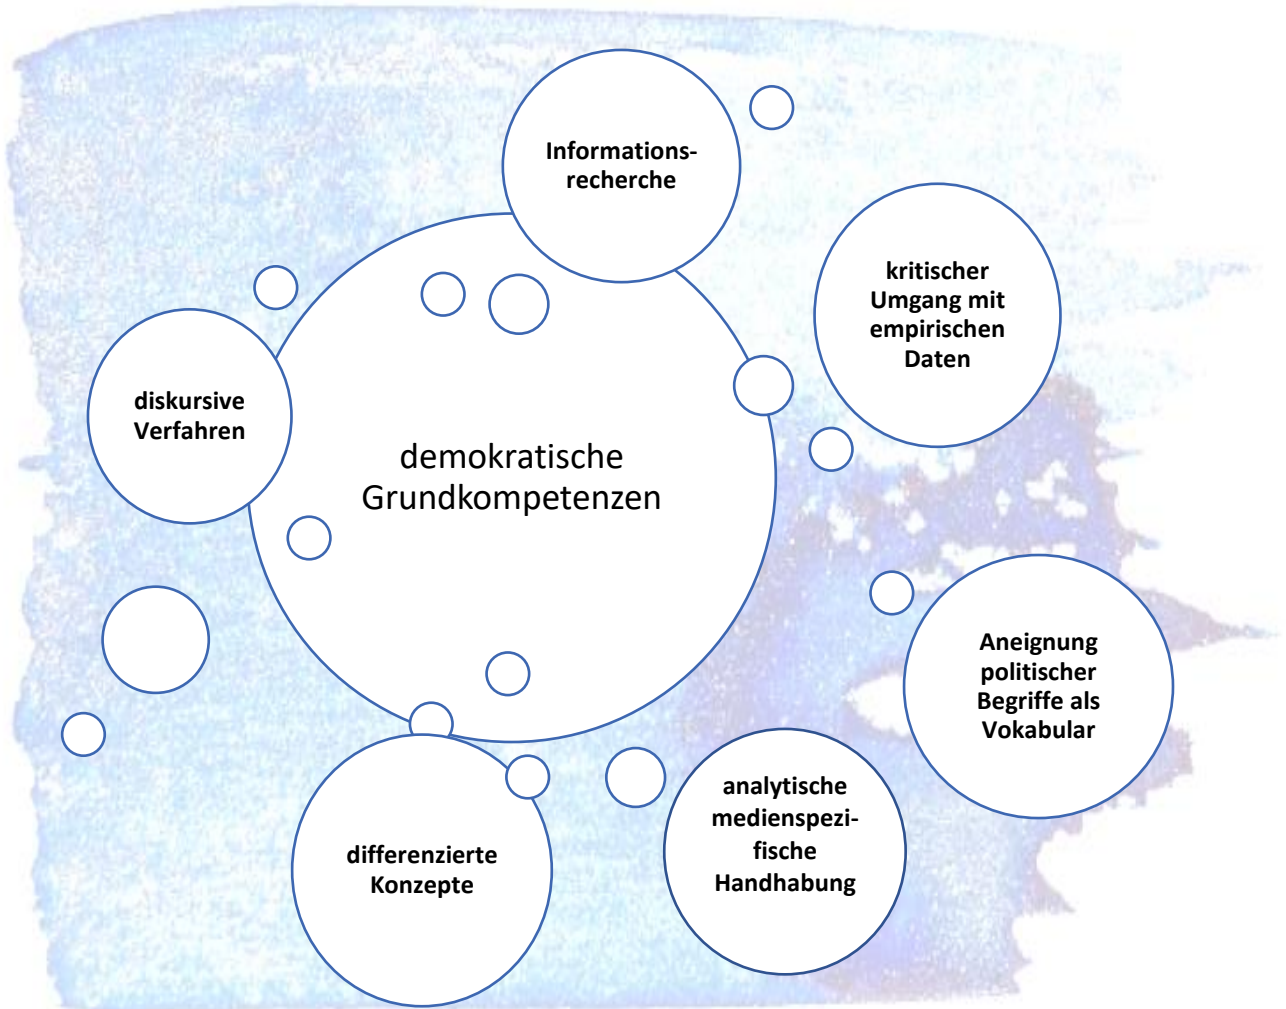 Informations-
recherche
kritischer
Umgang mit
empirischen
Daten
diskursive
Verfahren
demokratische
Grundkompetenzen
Aneignung
politischer
Begriffe als
Vokabular
analytische
medienspezi-
fische
Handhabung
differenzierte
Konzepte